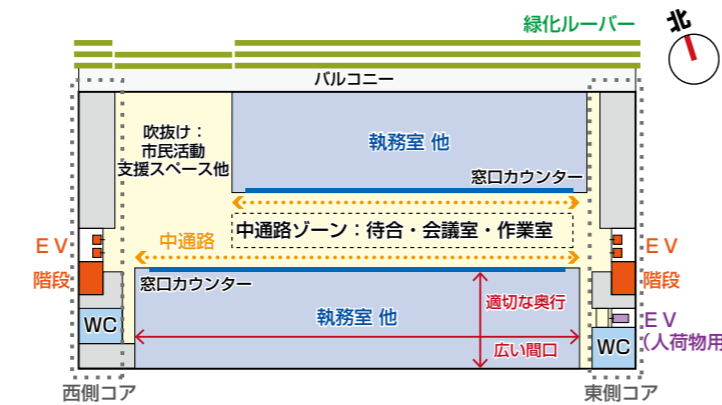 緑化ルーバー
北
バルコニー
吹抜け：
市民活動
支援スペース他
執務室 他
窓口カウンター
中通路ゾーン：待合・会議室・作業室
中通路
EV
階段
EV
階段
窓口カウンター
適切な奥行
執務室 他
広い間口
WC
WC
EV
（人荷物用
西側コア
東側コア